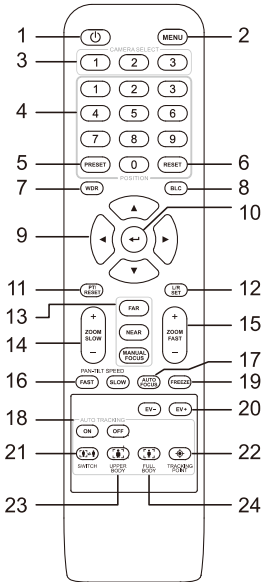 1
MENU
2
CAMERA SELECT
3
1 2 3
4
1 2 3
4 5 6
7 8 9
5
PRESET
0
RESET
6
POSITION
7
WDR
BLC
8
9
10
11
PT/
RESET
L/R
SET
12
13
FAR
14
+
ZOOM
SLOW
−
NEAR
+
ZOOM
FAST
−
15
MANUAL
FOCUS
17
PAN-TILT SPEED
16
FAST
SLOW
AUTO
FOCUS
FREEZE
19
EV−
EV+
20
18
AUTO TRACKING
ON
OFF
21
SWITCH
UPPER
BODY
FULL
BODY
TRACKING
POINT
22
23
24